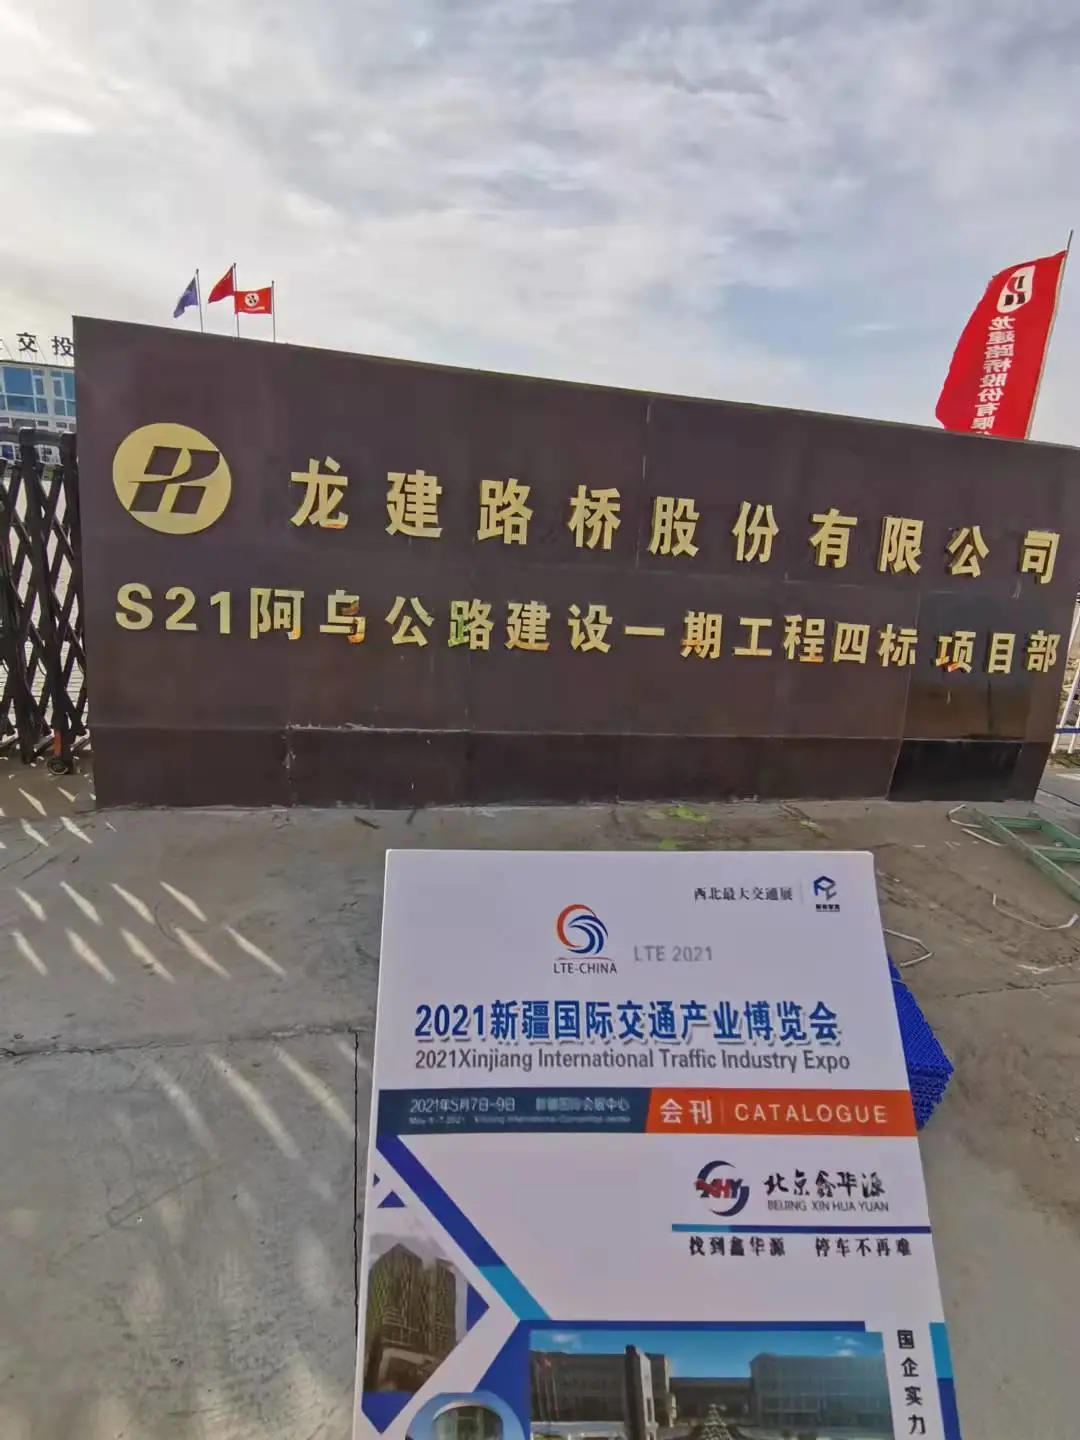 交投
龙建路桥股份有限
龙建路桥股份有限公司
S21阿乌公路建设一期工程四标 项目部
西北最大交通展
LTE-CHINA
LTE 2021
2021新疆国际交通产业博览会
2021Xinjiang International Traffic Industry Expo
2021年5月7日-9日 新疆国际会展中心
会刊 CATALOGUE
XHY
北京鑫华源
BEIJING XIN HUA YUAN
找到鑫华源 停车不再难
国企实力